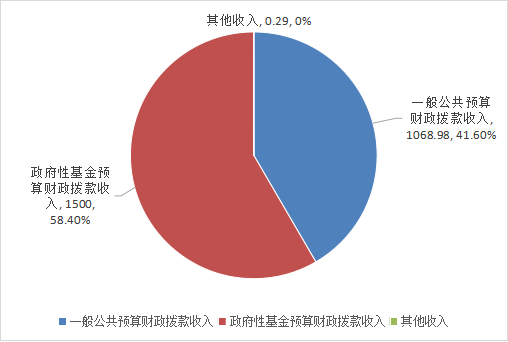 其他收入, 0.29, 0%
一般公共预算
财政拨款收入,
1068.98, 41.60%
政府性基金预
算财政拨款收
入, 1500,
58.40%
一般公共预算财政拨款收入 政府性基金预算财政拨款收入 其他收入